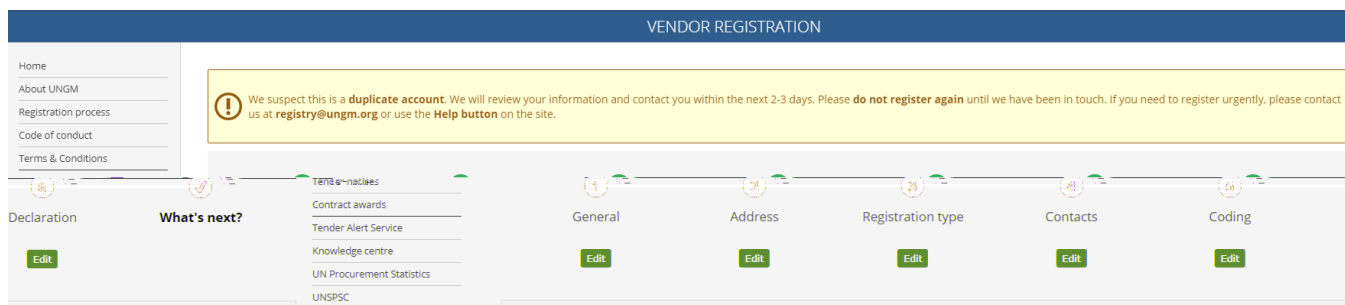 VENDOR REGISTRATION
Home
About UNGM
Registration process
Code of conduct
Terms & Conditions
We suspect this is a duplicate account. We will review your information and contact you within the next 2-3 days. Please do not register again until we have been in touch. If you need to register urgently, please contact
us at registry@ungm.org or use the Help button on the site.
Declaration
Edit
What's next?
Contract awards
Tender Alert Service
Knowledge centre
UN Procurement Statistics
UNSPSC
General
Edit
Address
Edit
Registration type
Edit
Contacts
Edit
Coding
Edit